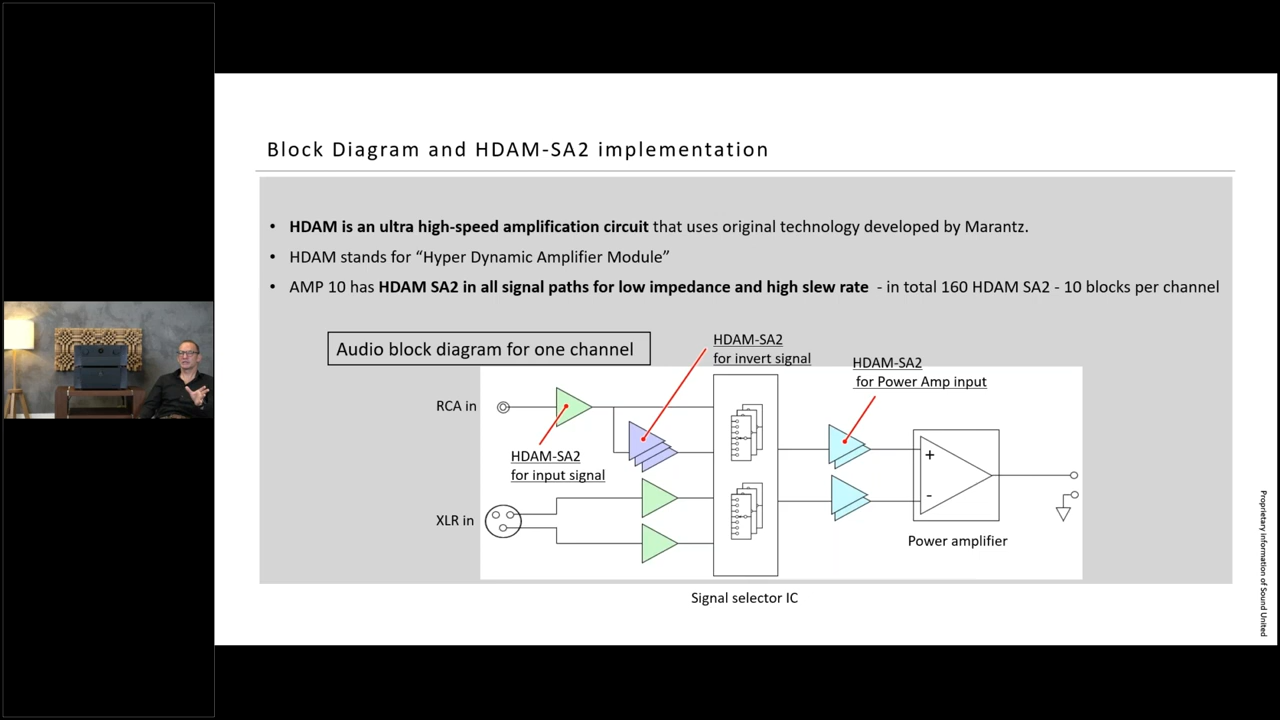 Block Diagram and HDAM-SA2 implementation
• HDAM is an ultra high-speed amplification circuit that uses original technology developed by Marantz.
• HDAM stands for “Hyper Dynamic Amplifier Module”
• AMP 10 has HDAM SA2 in all signal paths for low impedance and high slew rate - in total 160 HDAM SA2 - 10 blocks per channel
Audio block diagram for one channel
HDAM-SA2
for invert signal
HDAM-SA2
for Power Amp input
RCA in
HDAM-SA2
for input signal
+
-
XLR in
Power amplifier
Signal selector IC
Proprietary information of Sound United